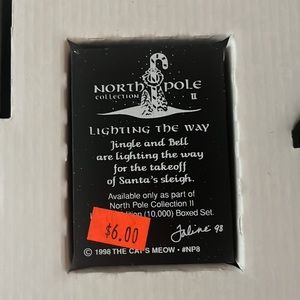 NORTH POLE
COLLECTION II
LIGHTING THE WAY
Jingle and Bell
are lighting the way
for the takeoff
of Santa's sleigh.
Available only as part of
North Pole Collection II
(10,000) Boxed Set.
$6.00
Faline 98
© 1998 THE CAT'S MEOW • #NP8